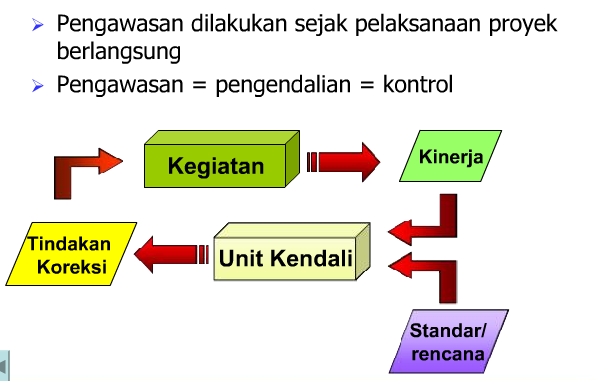 Pengawasan dilakukan sejak pelaksanaan proyek
berlangsung
Pengawasan = pengendalian = kontrol
Kegiatan
Kinerja
Tindakan
Koreksi
Unit Kendali
Standar/
rencana